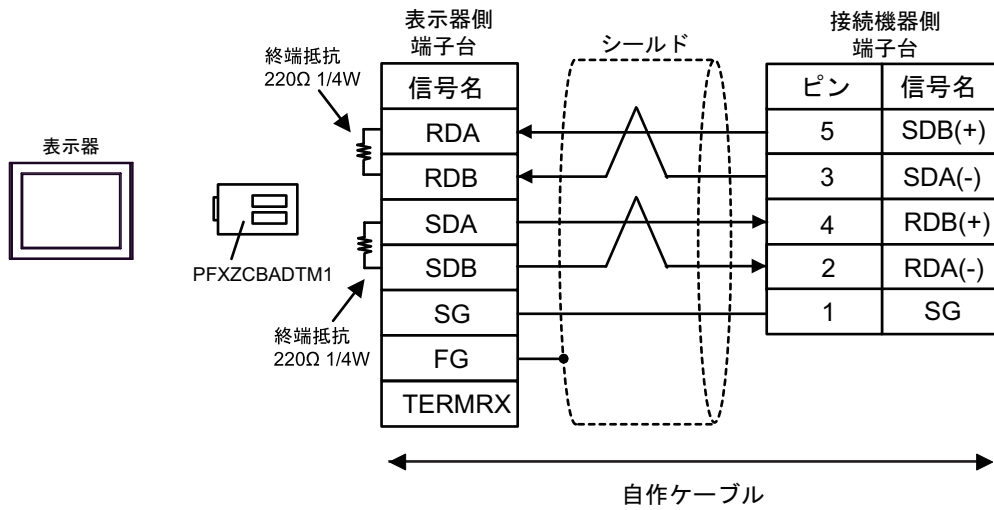 表示器
PFXZCBADTM1
終端抵抗
220Ω 1/4W
終端抵抗
220Ω 1/4W
表示器側
端子台
信号名
RDA
RDB
SDA
SDB
SG
FG
TERMRX
シールド
接続機器側
端子台
ピン 信号名
5 SDB(+)
3 SDA(-)
4 RDB(+)
2 RDA(-)
1 SG
自作ケーブル